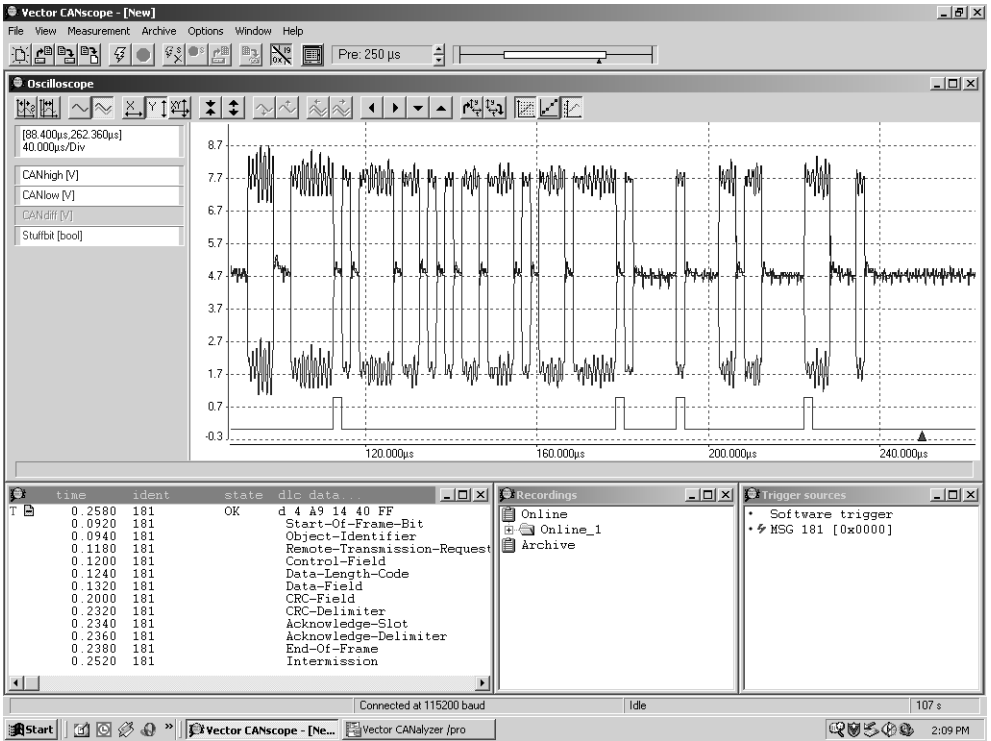 Vector CANscope - [New]
File View Measurement Archive Options Window Help
Pre: 250 µs
Oscilloscope
[88.400µs,262.360µs]
40.000µs/Div
CANhigh [V]
CANlow [V]
CANdiff [V]
Stuffbit [bool]
8.7
7.7
6.7
5.7
4.7
3.7
2.7
1.7
0.7
-0.3
120.000µs 160.000µs 200.000µs 240.000µs
time ident state dlc data...
T 0.2580 181 OK d 4 A9 14 40 FF
0.0920 181 Start-Of-Frame-Bit
0.0940 181 Object-Identifier
0.1180 181 Remote-Transmission-Request
0.1200 181 Control-Field
0.1240 181 Data-Length-Code
0.1320 181 Data-Field
0.2000 181 CRC-Field
0.2320 181 CRC-Delimiter
0.2340 181 Acknowledge-Slot
0.2360 181 Acknowledge-Delimiter
0.2380 181 End-Of-Frame
0.2520 181 Intermission
Recordings
Online
Online_1
Archive
Trigger sources
Software trigger
MSG 181 [0x0000]
Connected at 115200 baud Idle 107 s
Start Vector CANscope - [Ne... Vector CANalyzer /pro 2:09 PM